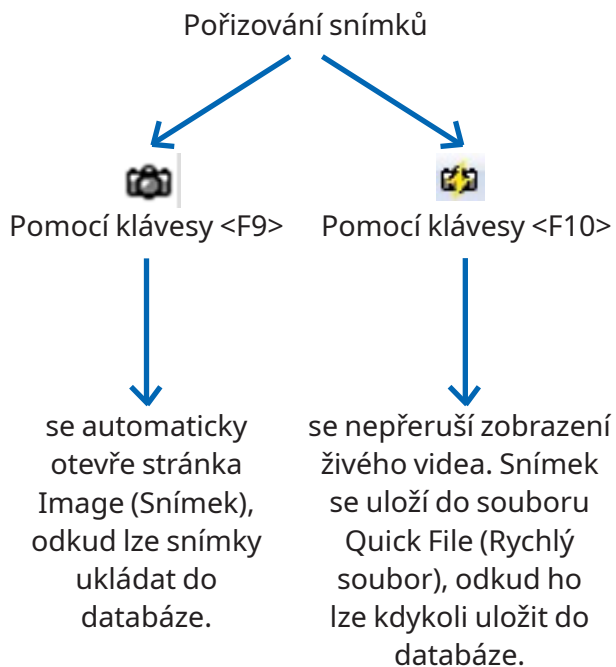 Pořizování snímků
Pomocí klávesy <F9>
Pomocí klávesy <F10>
se automaticky
otevře stránka
Image (Snímek),
odkud lze snímky
ukládat do
databáze.
se nepřeruší zobrazení
živého videa. Snímek
se uloží do souboru
Quick File (Rychlý
soubor), odkud ho
lze kdykoli uložit do
databáze.